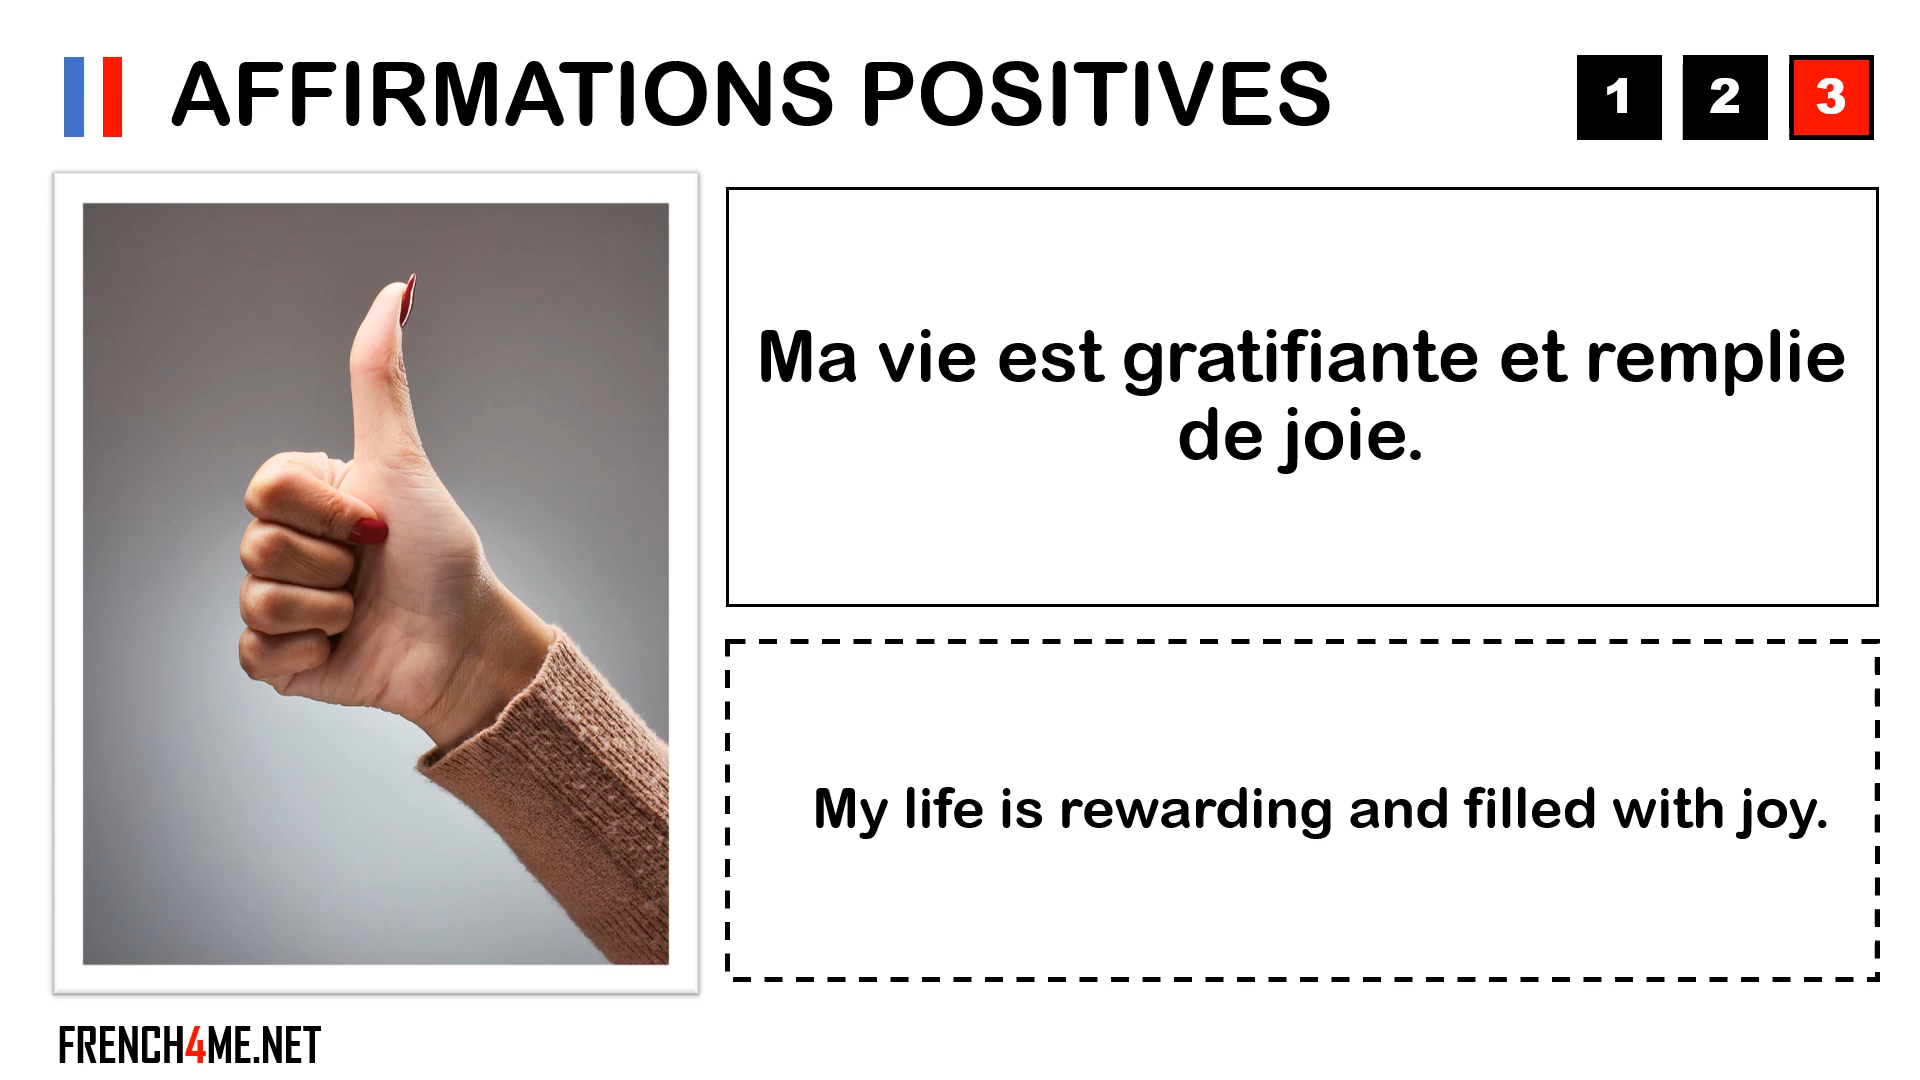 AFFIRMATIONS POSITIVES
1 2 3
Ma vie est gratifiante et remplie
de joie.
My life is rewarding and filled with joy.
FRENCH4ME.NET